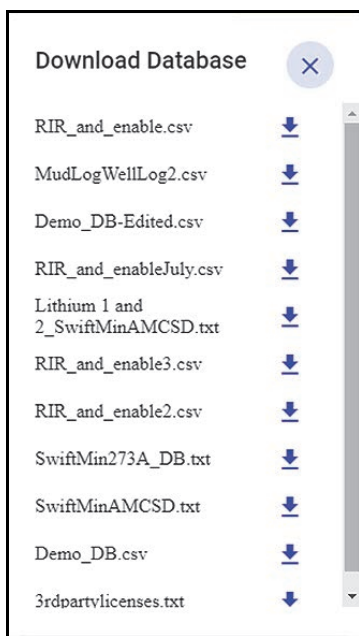 Download Database
RIR_and_enable.csv
MudLogWellLog2.csv
Demo_DB-Edited.csv
RIR_and_enableJuly.csv
Lithium 1 and
2_SwiftMinAMCSD.txt
RIR_and_enable3.csv
RIR_and_enable2.csv
SwiftMin273A_DB.txt
SwiftMinAMCSD.txt
Demo_DB.csv
3rdpartylicenses.txt